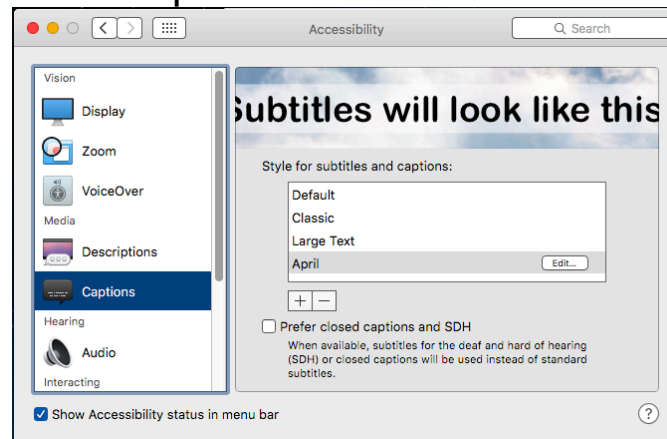 Accessibility
Search
Vision
Display
Zoom
VoiceOver
Media
Descriptions
Captions
Hearing
Audio
Interacting
Subtitles will look like this
Style for subtitles and captions:
Default
Classic
Large Text
April
Edit...
+ −
Prefer closed captions and SDH
When available, subtitles for the deaf and hard of hearing
(SDH) or closed captions will be used instead of standard
subtitles.
Show Accessibility status in menu bar
?